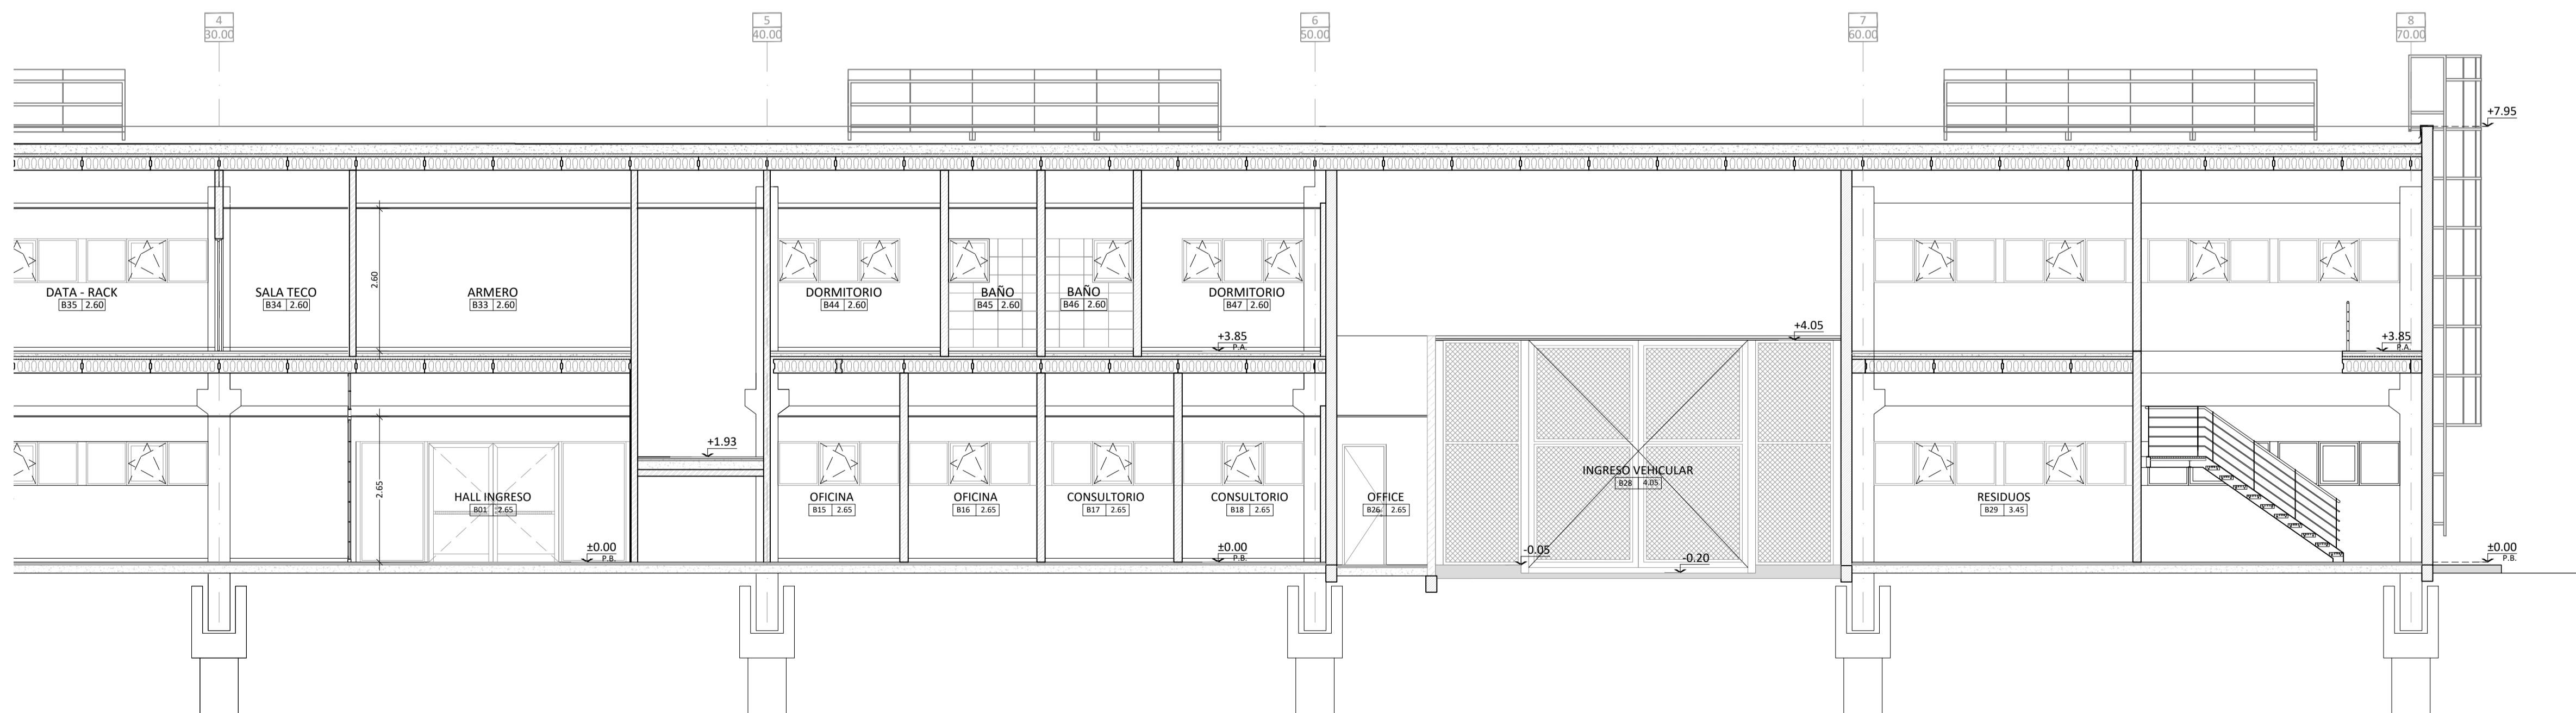 4
30.00
5
40.00
6
50.00
7
60.00
8
70.00
+7.95
2.60
DATA - RACK
B35 2.60
SALA TECO
B34 2.60
ARMERO
B33 2.60
DORMITORIO
B44 2.60
BAÑO
B45 2.60
BAÑO
B46 2.60
DORMITORIO
B47 2.60
+3.85
P.A.
+4.05
+3.85
P.A.
+1.93
2.65
HALL INGRESO
B01 2.65
OFICINA
B15 2.65
OFICINA
B16 2.65
CONSULTORIO
B17 2.65
CONSULTORIO
B18 2.65
OFFICE
B26 2.65
INGRESO VEHICULAR
B28 4.05
RESIDUOS
B29 3.45
±0.00
P.B.
±0.00
P.B.
-0.05
-0.20
±0.00
P.B.